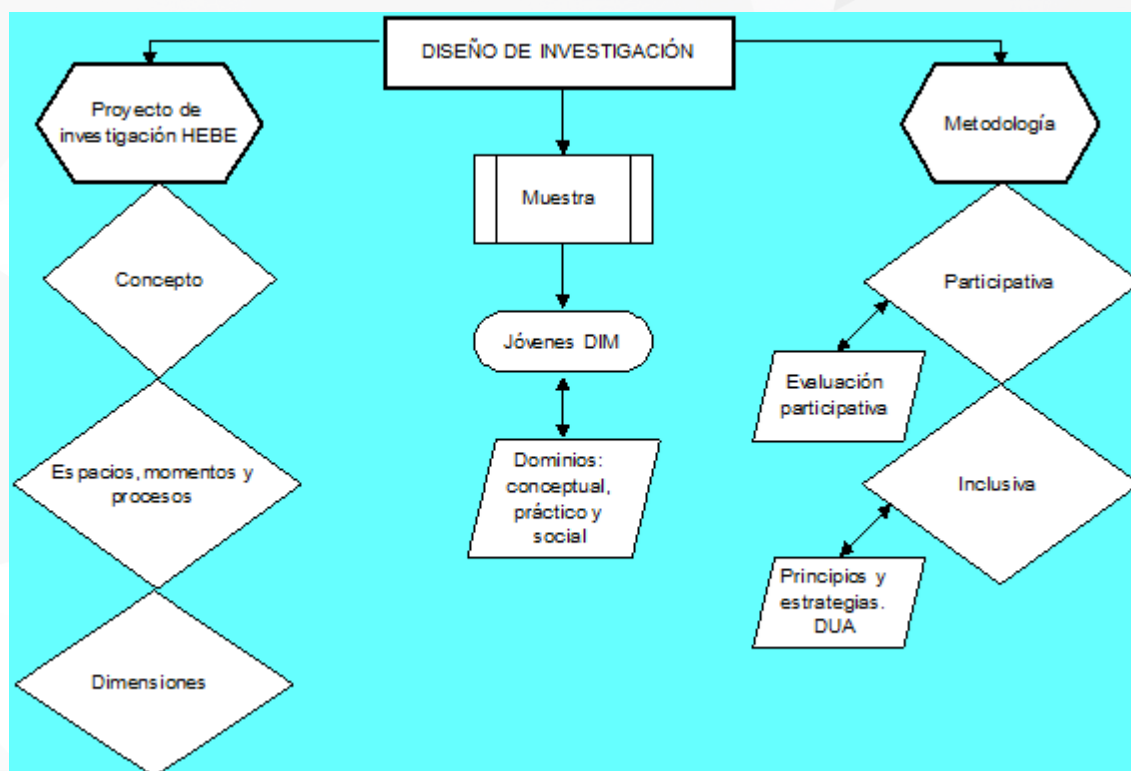 DISEÑO DE INVESTIGACIÓN
Proyecto de
investigación HEBE
Concepto
Espacios, momentos y
procesos
Dimensiones
Muestra
Jóvenes DIM
Dominios:
conceptual,
práctico y
social
Metodología
Participativa
Evaluación
participativa
Inclusiva
Principios y
estrategias.
DUA